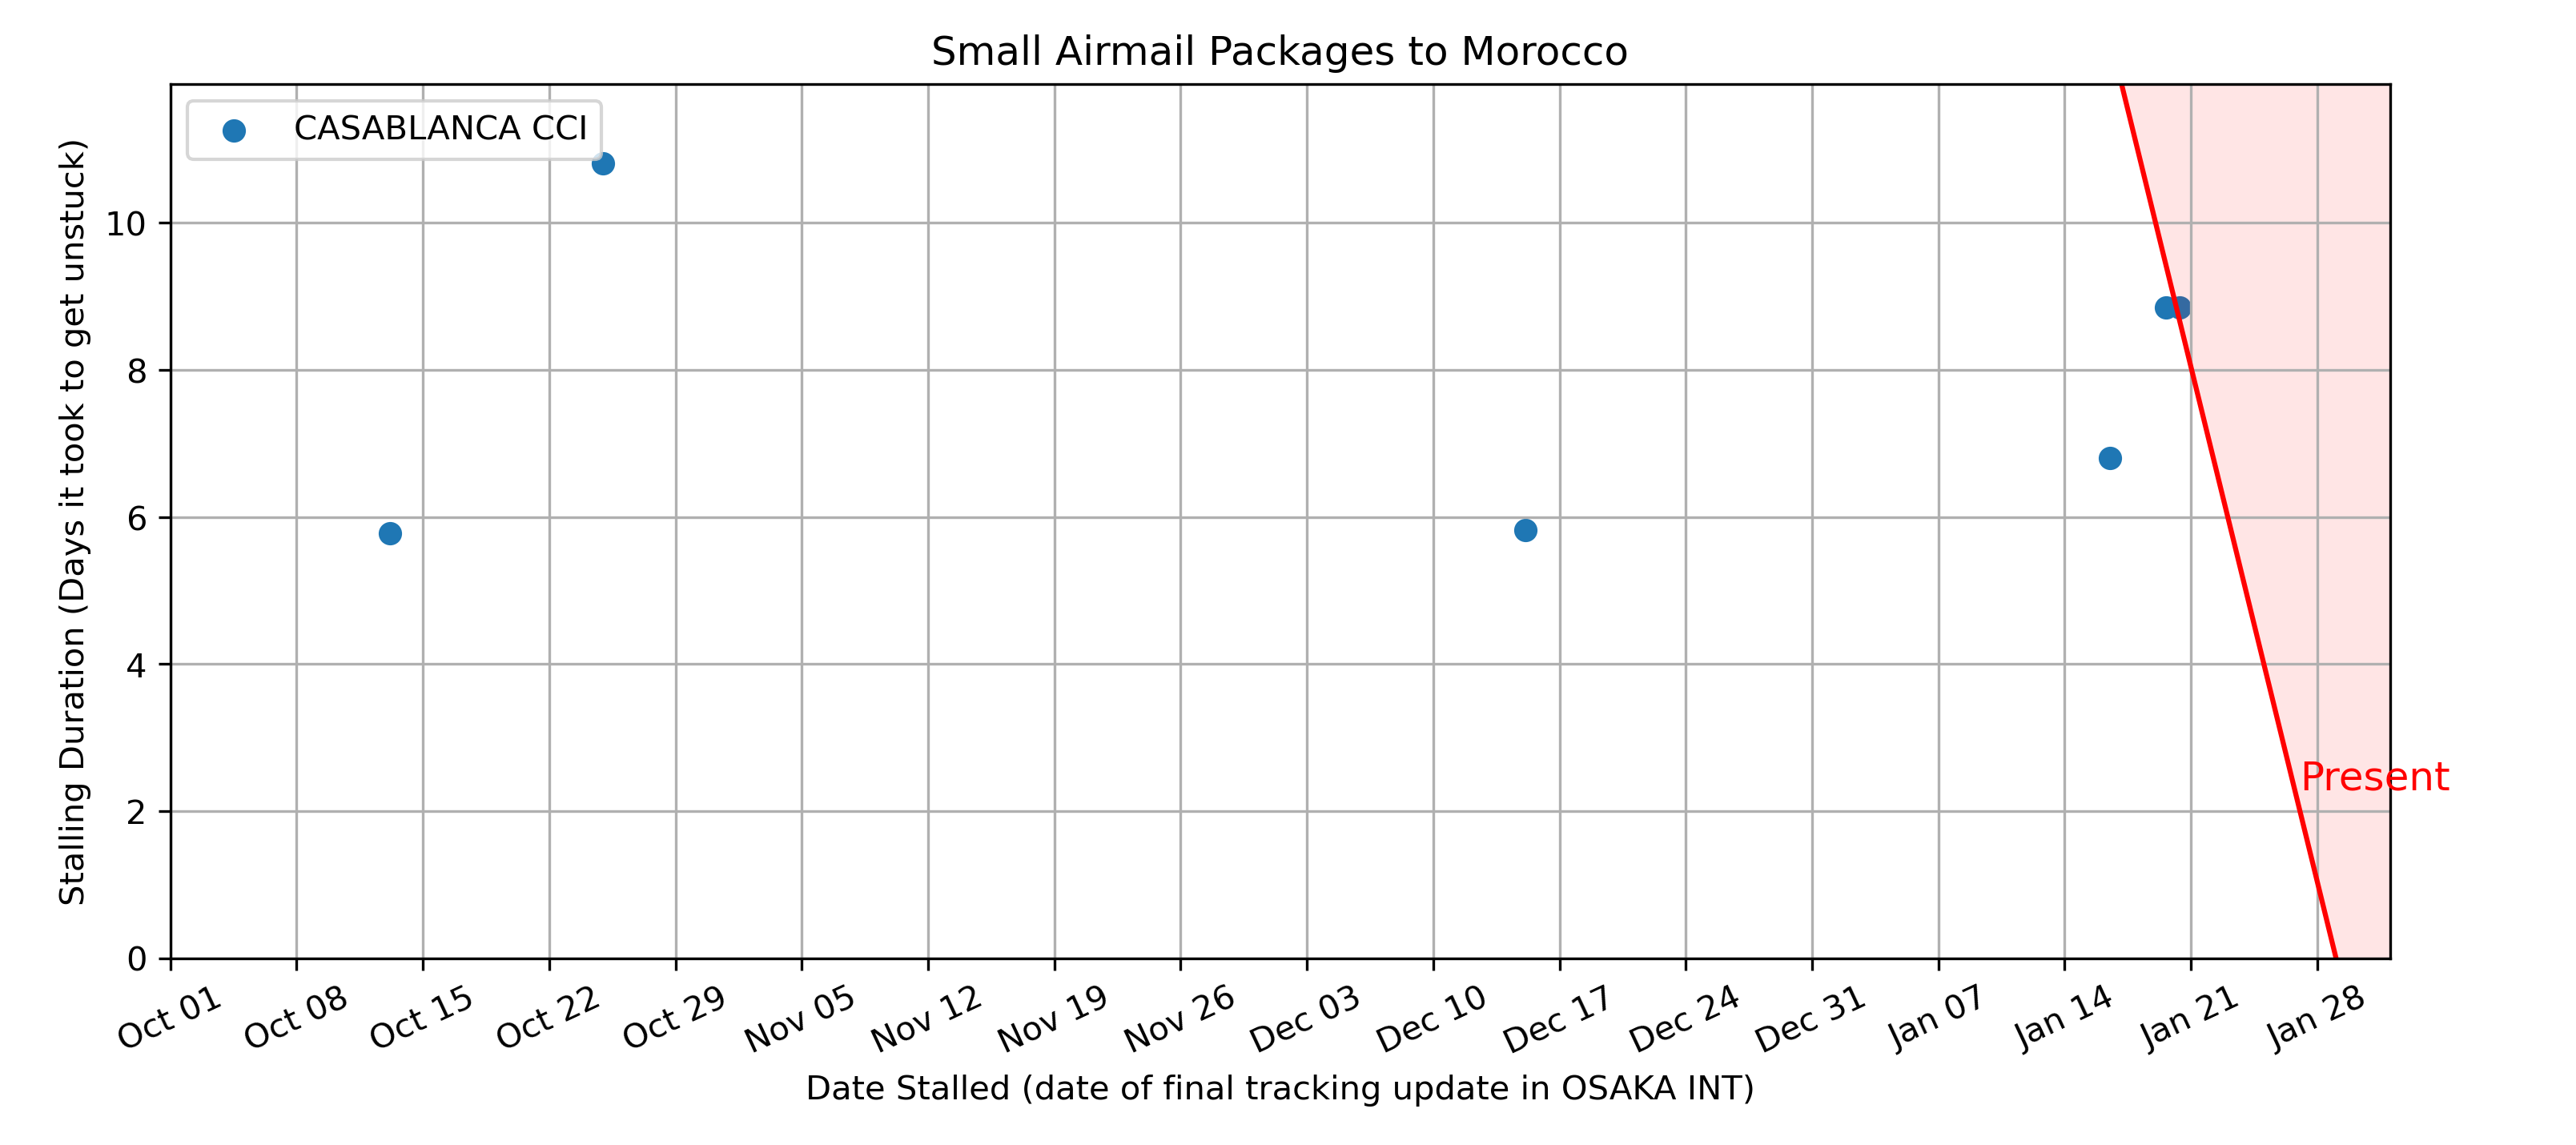 Small Airmail Packages to Morocco
CASABLANCA CCI
Stalling Duration (Days it took to get unstuck)
10
8
6
4
2
0
Present
Oct 01
Oct 08
Oct 15
Oct 22
Oct 29
Nov 05
Nov 12
Nov 19
Nov 26
Dec 03
Dec 10
Dec 17
Dec 24
Dec 31
Jan 07
Jan 14
Jan 21
Jan 28
Date Stalled (date of final tracking update in OSAKA INT)